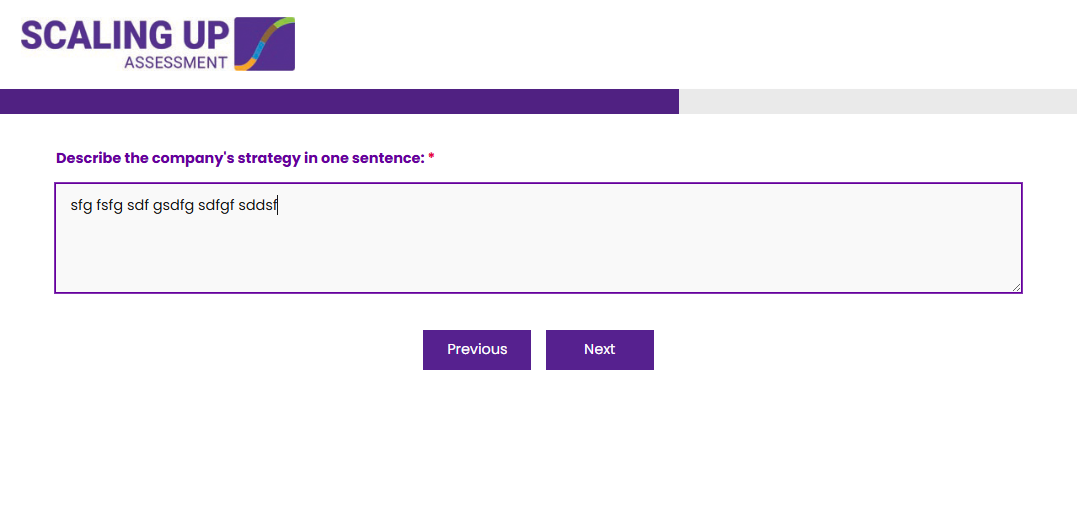 SCALING UP
ASSESSMENT
Describe the company's strategy in one sentence: *
sfg fsfg sdf gsdfg sdfgf sddsf
Previous
Next